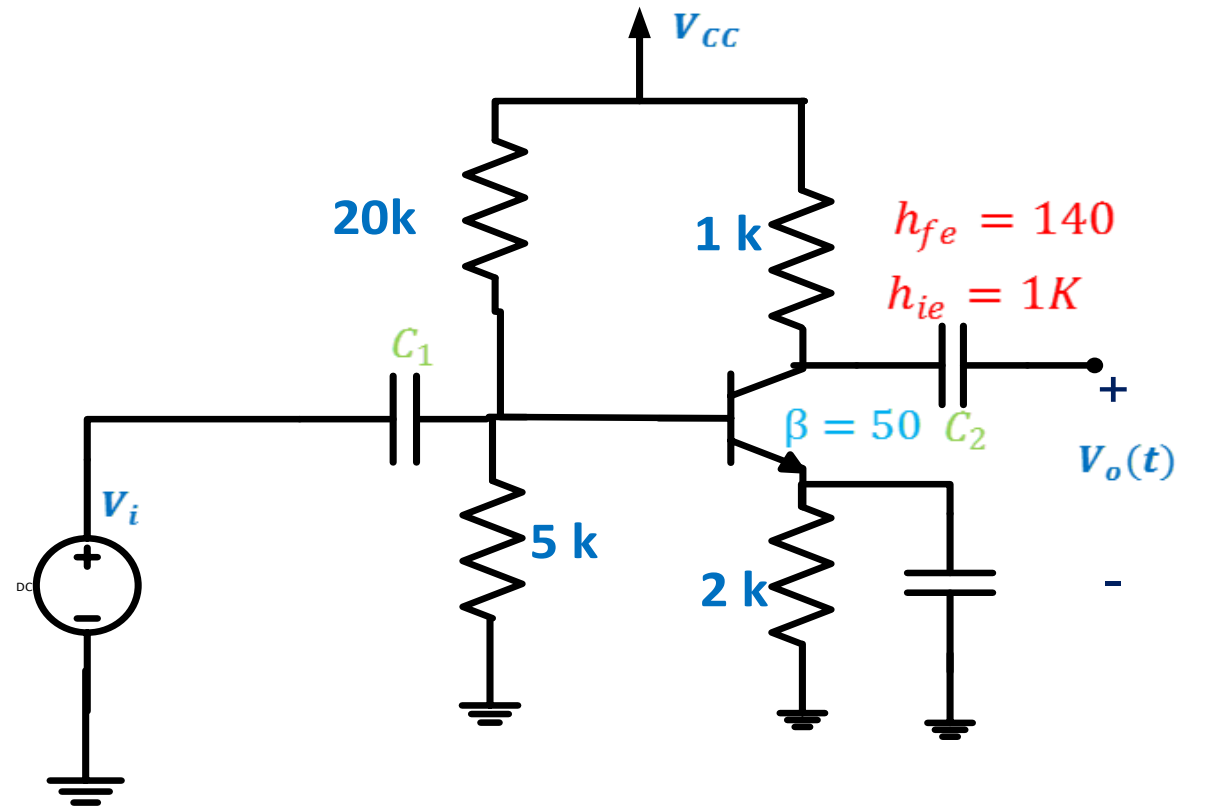 V_CC
20k
1 k
h_fe = 140
h_ie = 1K
C_1
β = 50
C_2
+
V_o(t)
-
V_i
DC
+
-
5 k
2 k